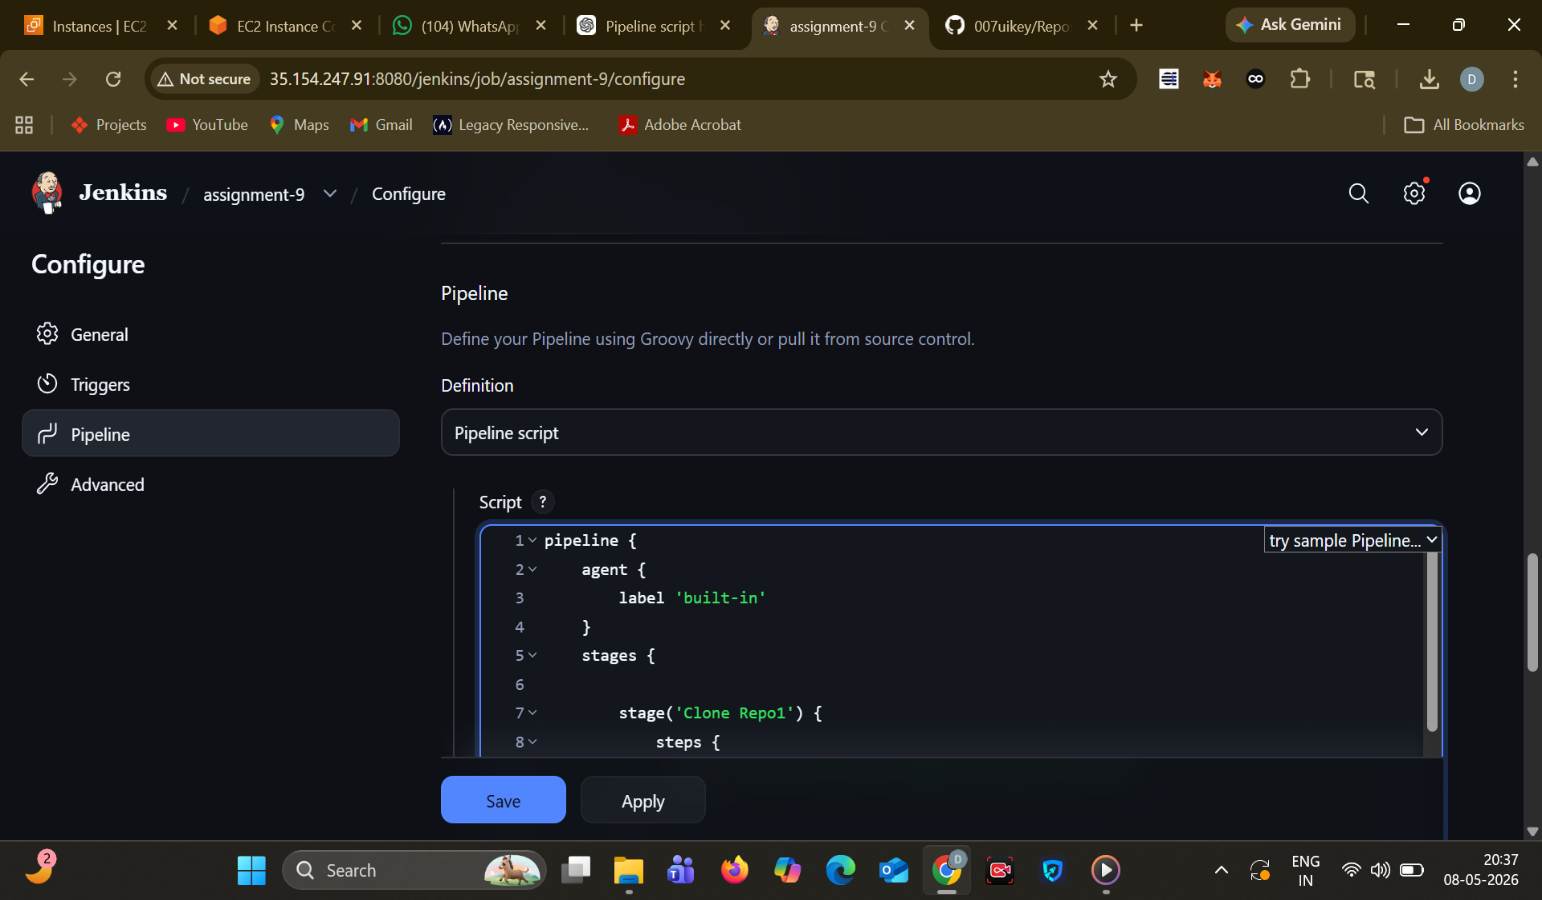 Instances | EC2
EC2 Instance Co
(104) WhatsApp
Pipeline script h
assignment-9 C
007uikey/Repo
Ask Gemini
Not secure
35.154.247.91:8080/jenkins/job/assignment-9/configure
D
Projects
YouTube
Maps
Gmail
Legacy Responsive...
Adobe Acrobat
All Bookmarks
Jenkins / assignment-9 / Configure
Configure
General
Triggers
Pipeline
Advanced
Pipeline
Define your Pipeline using Groovy directly or pull it from source control.
Definition
Pipeline script
Script ?
try sample Pipeline...
1 pipeline {
2 agent {
3 label 'built-in'
4 }
5 stages {
6
7 stage('Clone Repo1') {
8 steps {
Save
Apply
2
Search
D
ENG
IN
20:37
08-05-2026